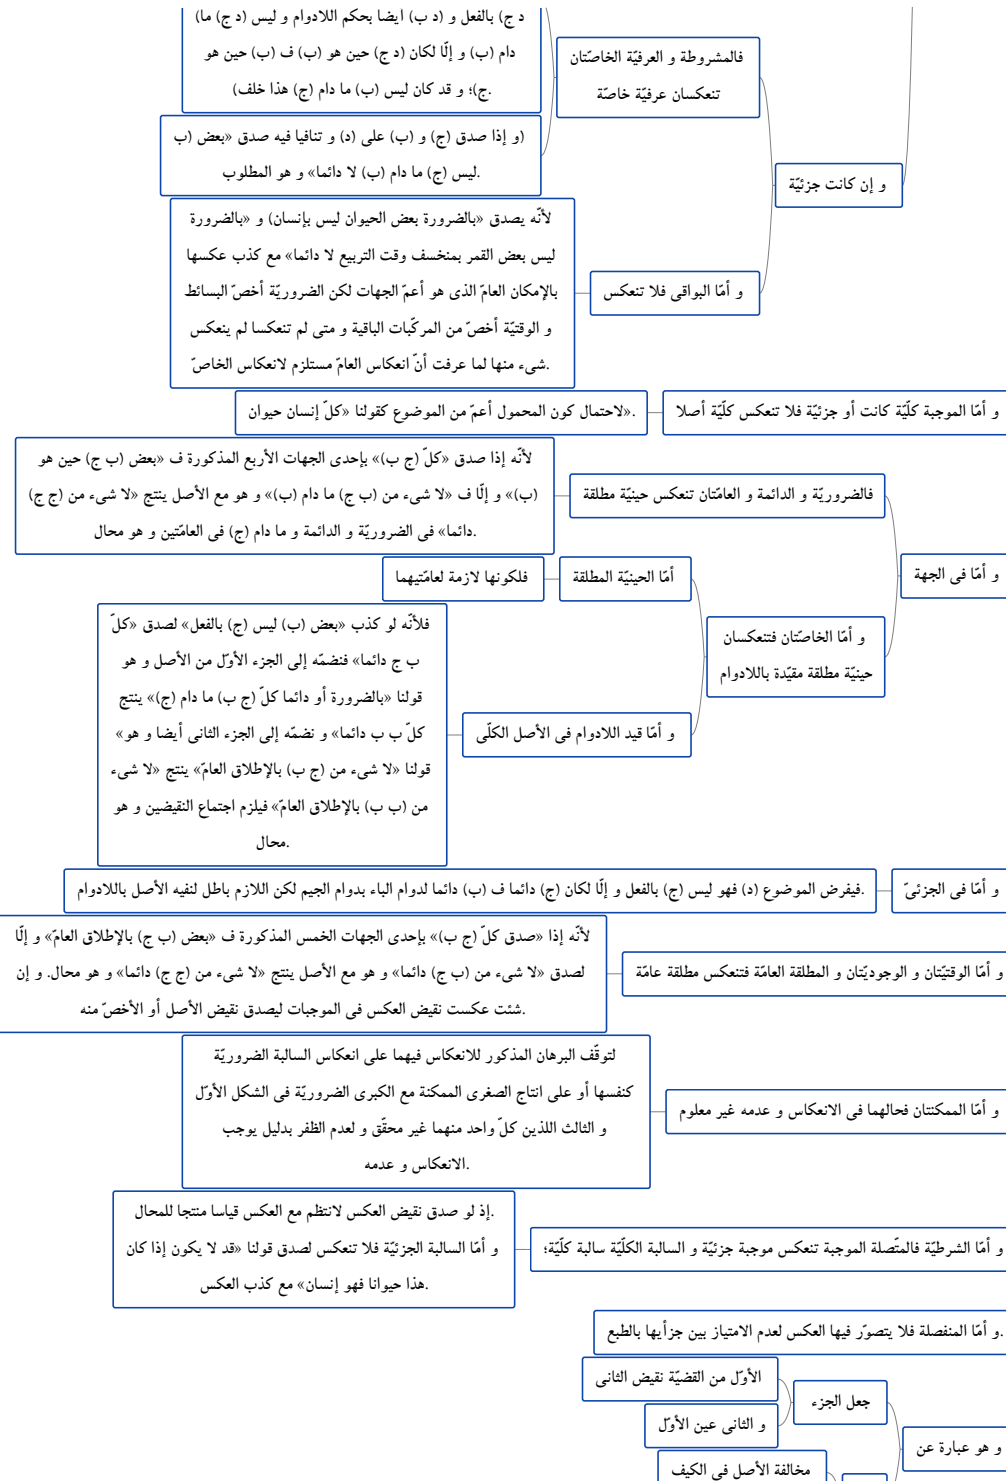 و إن كانت جزئيّة
فالمشروطة و العرفيّة الخاصّتان
تنعكسان عرفيّة خاصّة
د ج) بالفعل و (د ب) أيضا بحكم اللادوام و ليس (د ج) ما)
دام (ب) و إلّا لكان (د ج) حين هو (ب) ف (ب) حين هو
.ج)؛ و قد كان ليس (ب) ما دام (ج) هذا خلف)
(و إذا صدق (ج) و (ب) على (د) و تنافيا فيه صدق «بعض (ب
.ليس (ج) ما دام (ب) لا دائما» و هو المطلوب
و أمّا البواقى فلا تنعكس
لأنّه يصدق «بالضرورة بعض الحيوان ليس بإنسان) و «بالضرورة
ليس بعض القمر بمنخسف وقت التربيع لا دائما» مع كذب عكسها
بالإمكان العامّ الذى هو أعمّ الجهات لكن الضروريّة أخصّ البسائط
و الوقتيّة أخصّ من المركّبات الباقية و متى لم تنعكسا لم ينعكس
.شىء منها لما عرفت أنّ انعكاس العامّ مستلزم لانعكاس الخاصّ
و أمّا الموجبة كلّيّة كانت أو جزئيّة فلا تنعكس كلّيّة أصلا
.«لاحتمال كون المحمول أعمّ من الموضوع كقولنا «كلّ إنسان حيوان
و أمّا فى الجهة
فالضروريّة و الدائمة و العامّتان تنعكس حينيّة مطلقة
لأنّه إذا صدق «كلّ (ج ب)» بإحدى الجهات الأربع المذكورة ف «بعض (ب ج) حين هو
(ب)» و إلّا ف «لا شىء من (ب ج) ما دام (ب)» و هو مع الأصل ينتج «لا شىء من (ج ج)
.دائما» فى الضروريّة و الدائمة و ما دام (ج) فى العامّتين و هو محال
و أمّا الخاصّتان فتنعكسان
حينيّة مطلقة مقيّدة باللادوام
أمّا الحينيّة المطلقة
فلكونها لازمة لعامّتيهما
و أمّا قيد اللادوام فى الأصل الكلّى
فلأنّه لو كذب «بعض (ب) ليس (ج) بالفعل» لصدق «كلّ
ب ج دائما» فنضمّه إلى الجزء الأوّل من الأصل و هو
قولنا «بالضرورة أو دائما كلّ (ج ب) ما دام (ج)» ينتج
كلّ ب ب دائما» و نضمّه إلى الجزء الثانى أيضا و هو»
قولنا «لا شىء من (ج ب) بالإطلاق العامّ» ينتج «لا شىء
من (ب ب) بالإطلاق العامّ» فيلزم اجتماع النقيضين و هو
.محال
و أمّا فى الجزئىّ
.فيفرض الموضوع (د) فهو ليس (ج) بالفعل و إلّا لكان (ج) دائما ف (ب) دائما لدوام الباء بدوام الجيم لكن اللازم باطل لنفيه الأصل باللادوام
و أمّا الوقتيّتان و الوجوديّتان و المطلقة العامّة فتنعكس مطلقة عامّة
لأنّه إذا «صدق كلّ (ج ب)» بإحدى الجهات الخمس المذكورة ف «بعض (ب ج) بالإطلاق العامّ» و إلّا
لصدق «لا شىء من (ب ج) دائما» و هو مع الأصل ينتج «لا شىء من (ج ج) دائما» و هو محال. و إن
.شئت عكست نقيض العكس فى الموجبات ليصدق نقيض الأصل أو الأخصّ منه
و أمّا الممكنتان فحالهما فى الانعكاس و عدمه غير معلوم
لتوقّف البرهان المذكور للانعكاس فيهما على انعكاس السالبة الضروريّة
كنفسها أو على انتاج الصغرى الممكنة مع الكبرى الضروريّة فى الشكل الأوّل
و الثالث اللذين كلّ واحد منهما غير محقّق و لعدم الظفر بدليل يوجب
.الانعكاس و عدمه
و أمّا الشرطيّة فالمتّصلة الموجبة تنعكس موجبة جزئيّة و السالبة الكلّيّة سالبة كلّيّة؛
.إذ لو صدق نقيض العكس لانتظم مع العكس قياسا منتجا للمحال
و أمّا السالبة الجزئيّة فلا تنعكس لصدق قولنا «قد لا يكون إذا كان
.هذا حيوانا فهو إنسان» مع كذب العكس
.و أمّا المنفصلة فلا يتصوّر فيها العكس لعدم الامتياز بين جزأيها بالطبع
و هو عبارة عن
جعل الجزء
الأوّل من القضيّة نقيض الثانى
و الثانى عين الأوّل
مخالفة الأصل فى الكيف